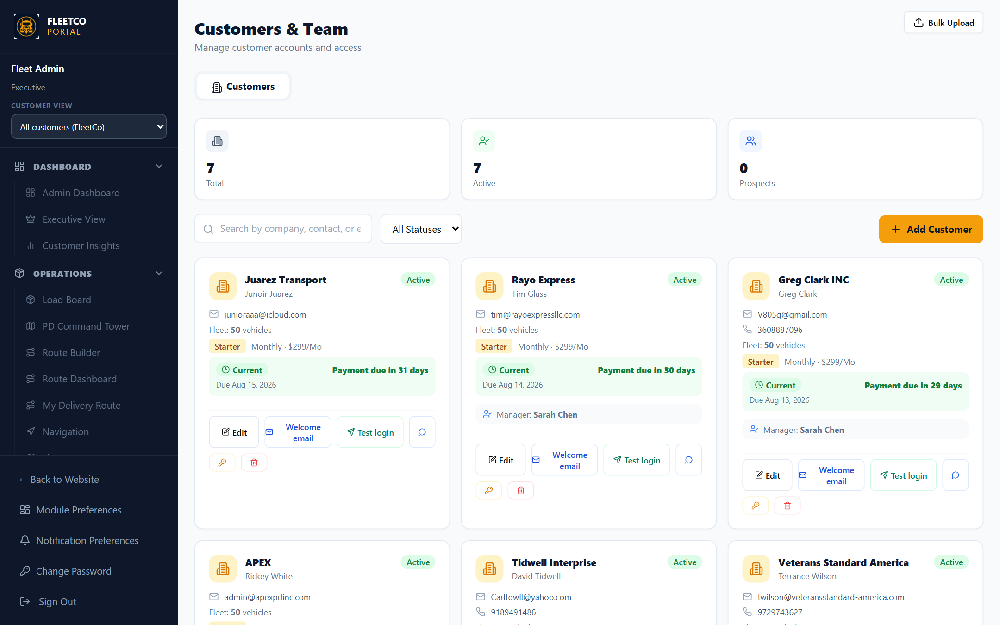 FLEETCO
PORTAL
Fleet Admin
Executive
CUSTOMER VIEW
All customers (FleetCo)
DASHBOARD
Admin Dashboard
Executive View
Customer Insights
OPERATIONS
Load Board
PD Command Tower
Route Builder
Route Dashboard
My Delivery Route
Navigation
← Back to Website
Module Preferences
Notification Preferences
Change Password
Sign Out
Customers & Team
Manage customer accounts and access
Bulk Upload
Customers
7
Total
7
Active
0
Prospects
Search by company, contact, or e
All Statuses
+ Add Customer
Juarez Transport
Active
Junoir Juarez
junioraaa@icloud.com
Fleet: 50 vehicles
Starter Monthly · $299/Mo
Current
Payment due in 31 days
Due Aug 15, 2026
Edit
Welcome
email
Test login
Rayo Express
Active
Tim Glass
tim@rayoexpressllc.com
Fleet: 50 vehicles
Starter Monthly · $299/Mo
Current
Payment due in 30 days
Due Aug 14, 2026
Manager: Sarah Chen
Edit
Welcome
email
Test login
Greg Clark INC
Active
Greg Clark
V805g@gmail.com
3608887096
Fleet: 50 vehicles
Starter Monthly · $299/Mo
Current
Payment due in 29 days
Due Aug 13, 2026
Manager: Sarah Chen
Edit
Welcome
email
Test login
APEX
Active
Rickey White
admin@apexpdinc.com
Fleet: 50 vehicles
Tidwell Interprise
Active
David Tidwell
Carltdwll@yahoo.com
9189491486
Veterans Standard America
Active
Terrance Wilson
twilson@veteransstandard-america.com
9729743627